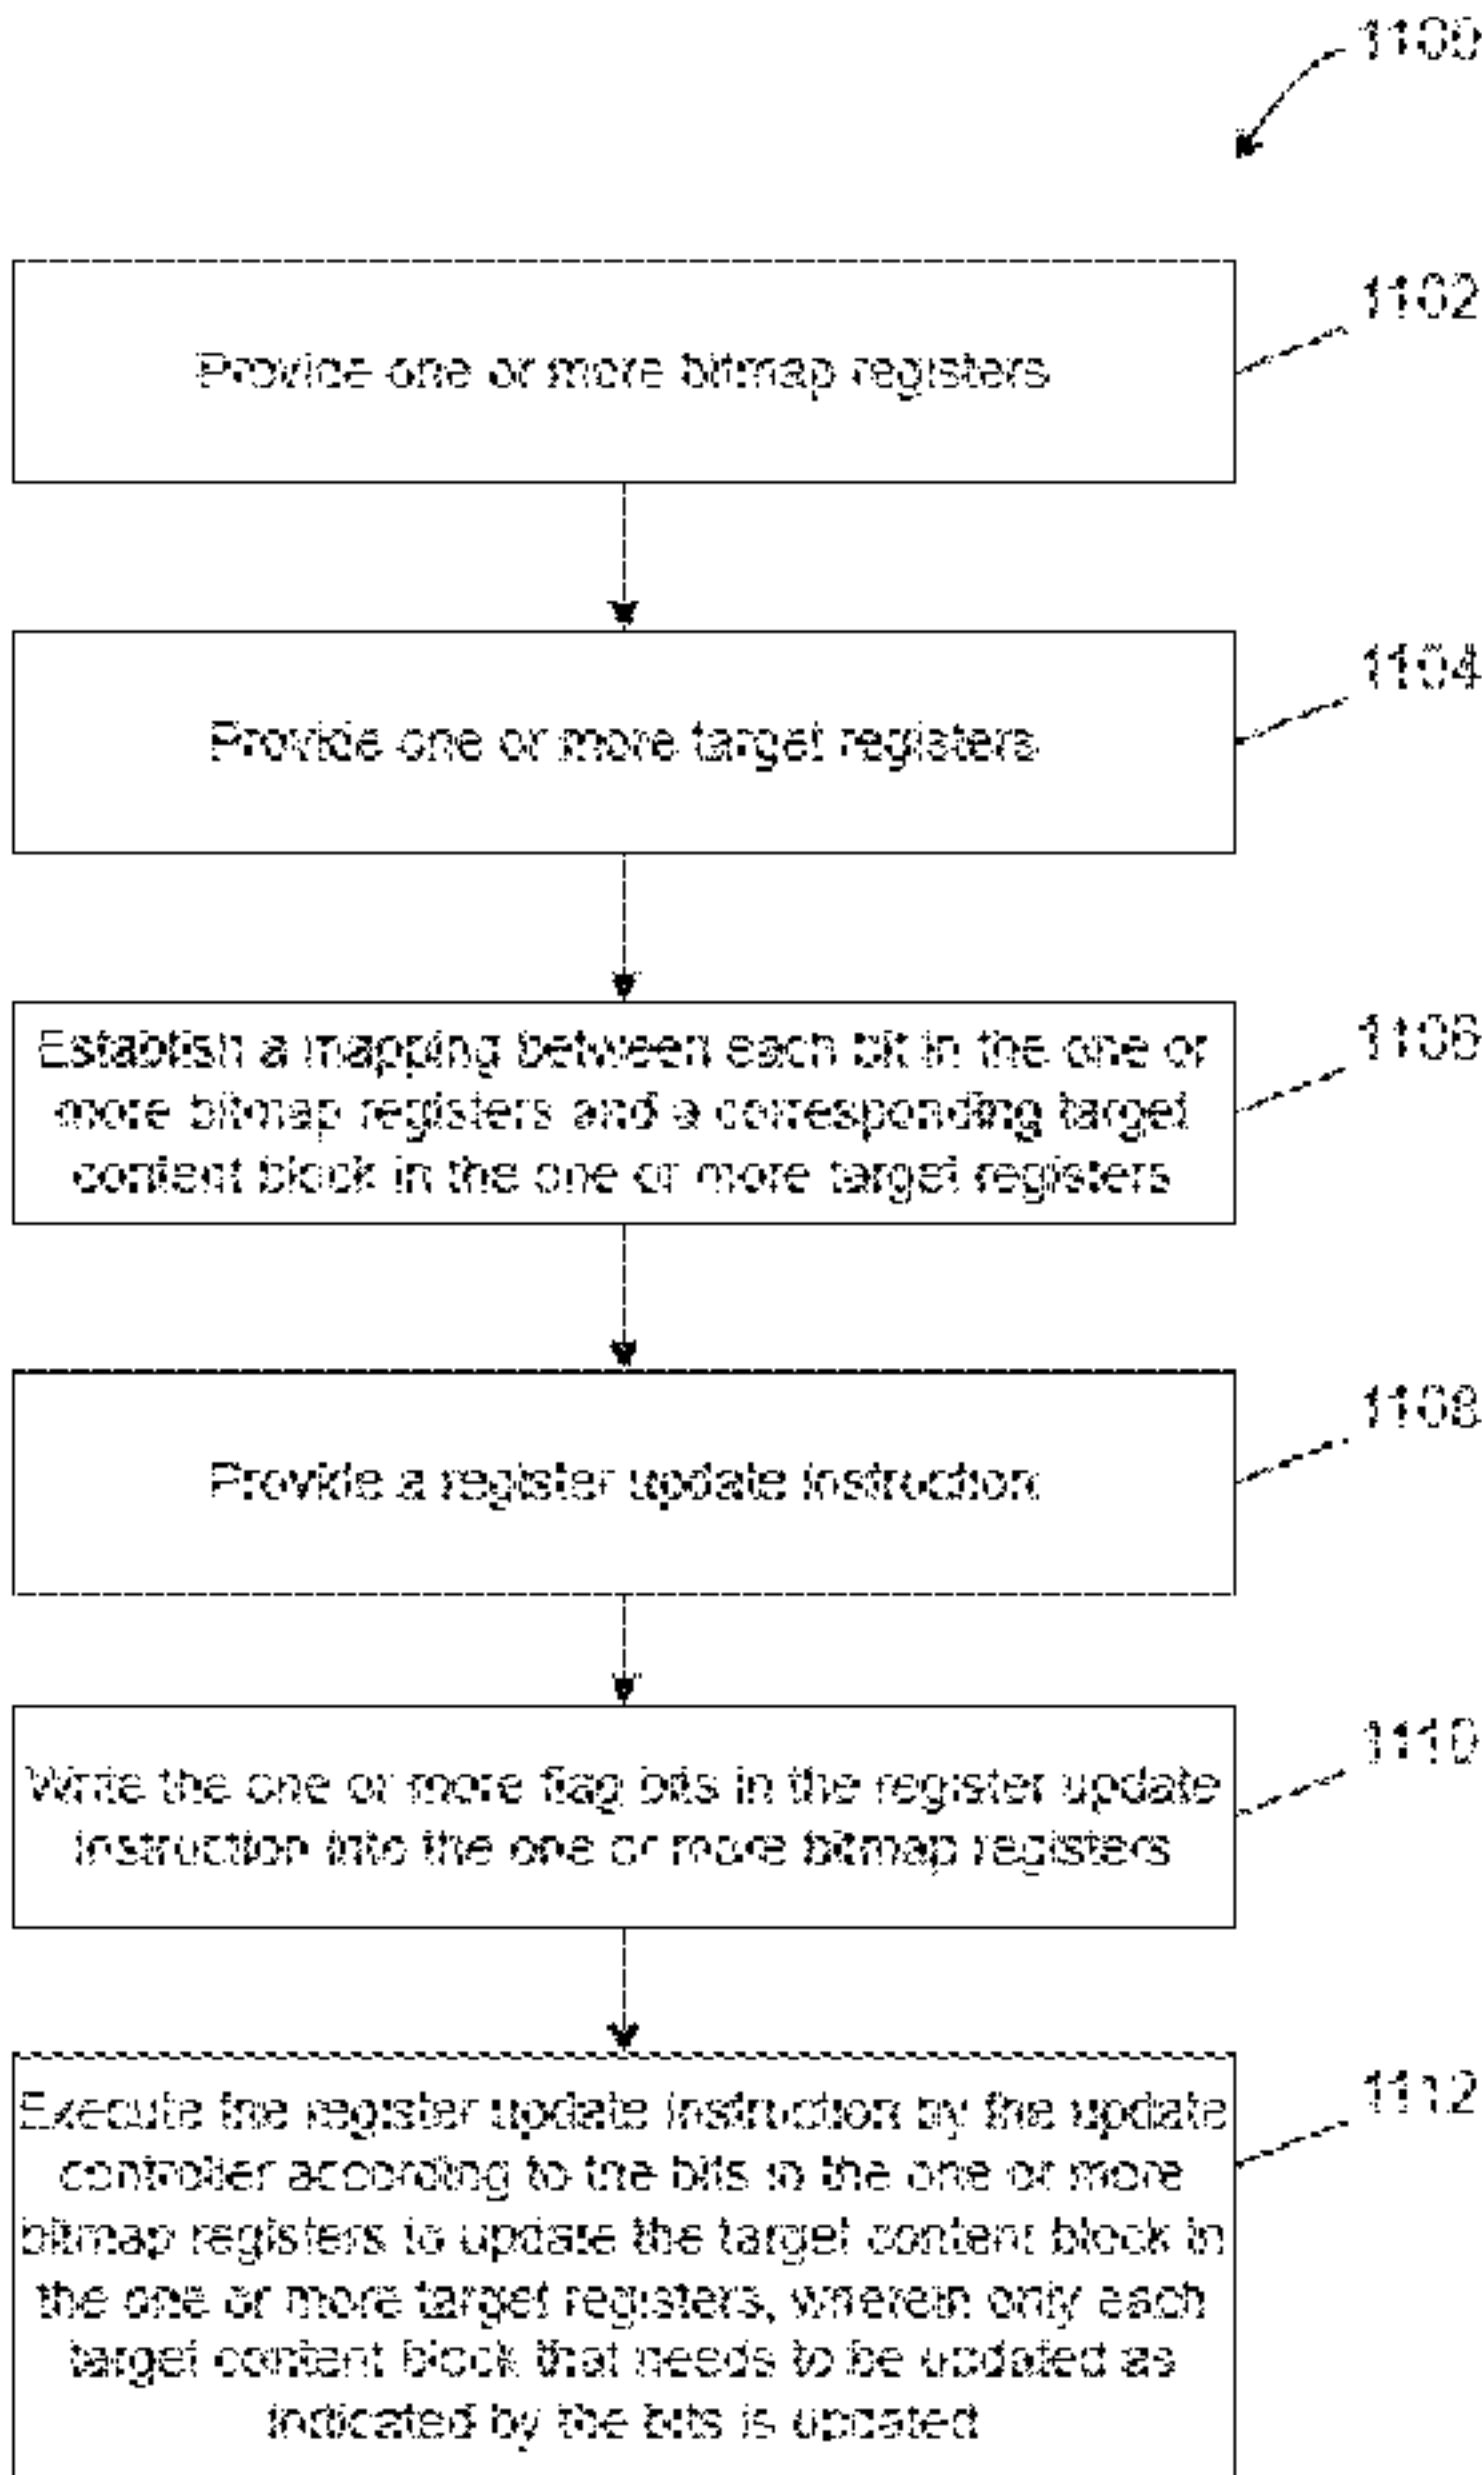 1100
1102
Provide one or more bitmap registers
1104
Provide one or more target registers
1106
Establish a mapping between each bit in the one or
more bitmap registers and a corresponding target
content block in the one or more target registers
1108
Provide a register update instruction
1110
Write the one or more flag bits in the register update
instruction into the one or more bitmap registers
1112
Execute the register update instruction by the update
controller according to the bits in the one or more
bitmap registers to update the target content block in
the one or more target registers, wherein only each
target content block that needs to be updated as
indicated by the bits is updated